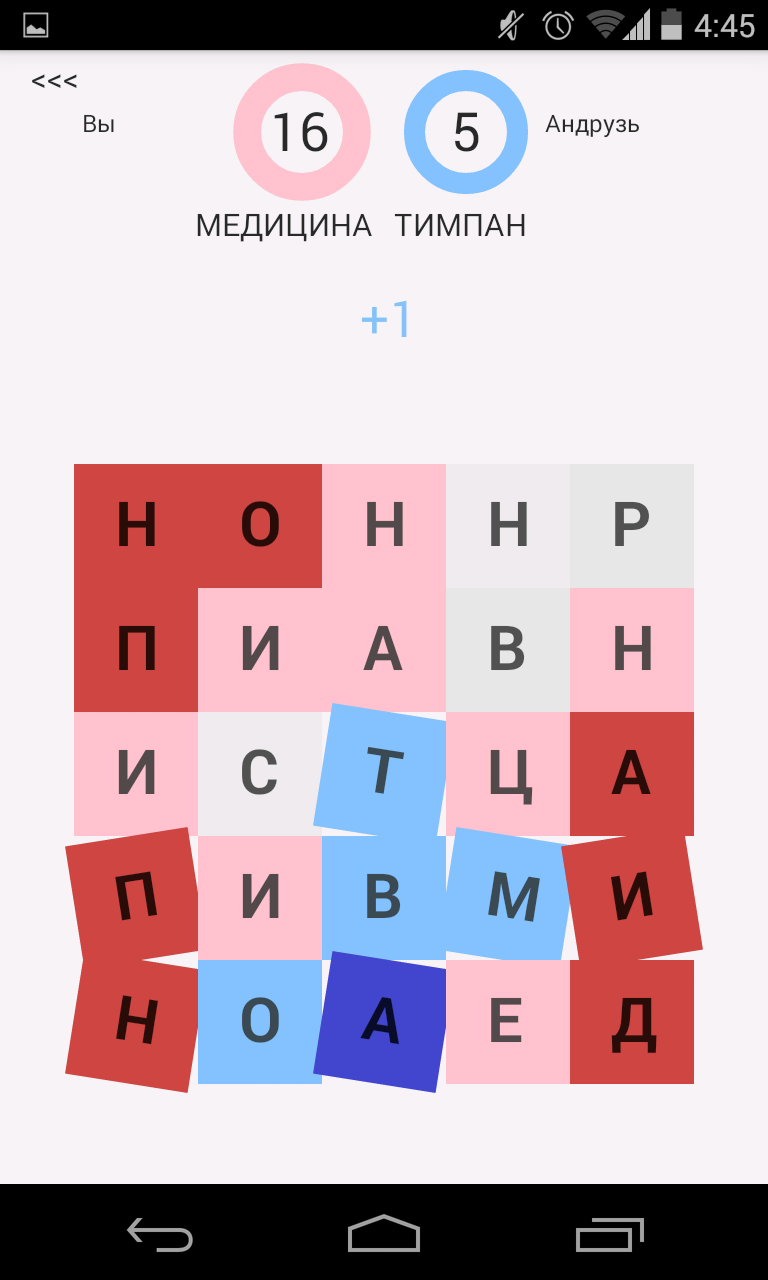 4:45
<<<
Вы 16 5 Андрузь
МЕДИЦИНА ТИМПАН
+1
Н О Н Н Р
П И А В Н
И С Т Ц А
П И В М И
Н О А Е Д